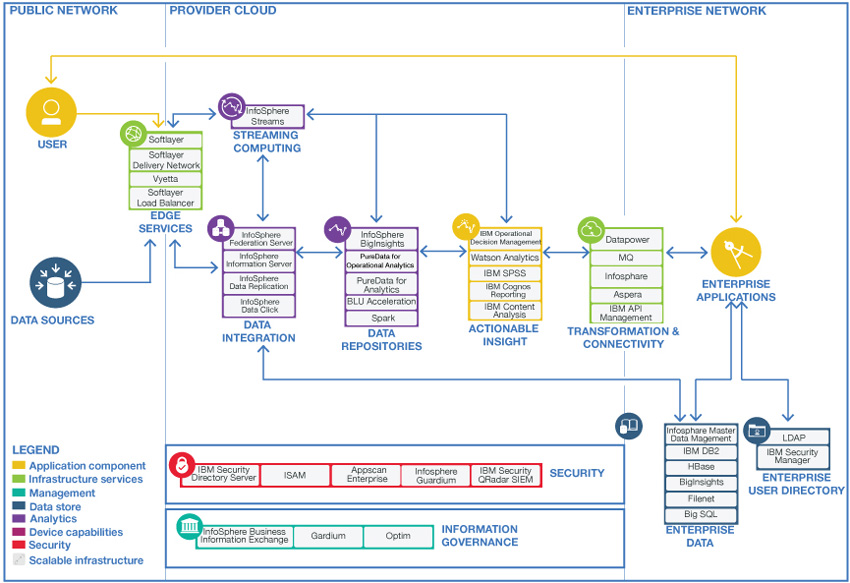 PUBLIC NETWORK
PROVIDER CLOUD
ENTERPRISE NETWORK
USER
Softlayer
Softlayer
Delivery Network
Vyetta
Softlayer
Load Balancer
EDGE
SERVICES
DATA SOURCES
InfoSphere
Streams
STREAMING
COMPUTING
InfoSphere
Federation Server
InfoSphere
Information Server
InfoSphere
Data Replication
InfoSphere
Data Click
DATA
INTEGRATION
InfoSphere
BigInsights
PureData for
Operational Analytics
PureData for
Analytics
BLU Acceleration
Spark
DATA
REPOSITORIES
IBM Operational
Decision Management
Watson Analytics
IBM SPSS
IBM Cognos
Reporting
IBM Content
Analysis
ACTIONABLE
INSIGHT
Datapower
MQ
Infosphare
Aspera
IBM API
Management
TRANSFORMATION &
CONNECTIVITY
ENTERPRISE
APPLICATIONS
Infosphare Master
Data Magement
IBM DB2
HBase
BigInsights
Filenet
Big SQL
ENTERPRISE
DATA
LDAP
IBM Security
Manager
ENTERPRISE
USER DIRECTORY
LEGEND
Application component
Infrastructure services
Management
Data store
Analytics
Device capabilities
Security
Scalable infrastructure
IBM Security
Directory Server
ISAM
Appscan
Enterprise
Infosphere
Guardium
IBM Security
QRadar SIEM
SECURITY
InfoSphere Business
Information Exchange
Gardium
Optim
INFORMATION
GOVERNANCE